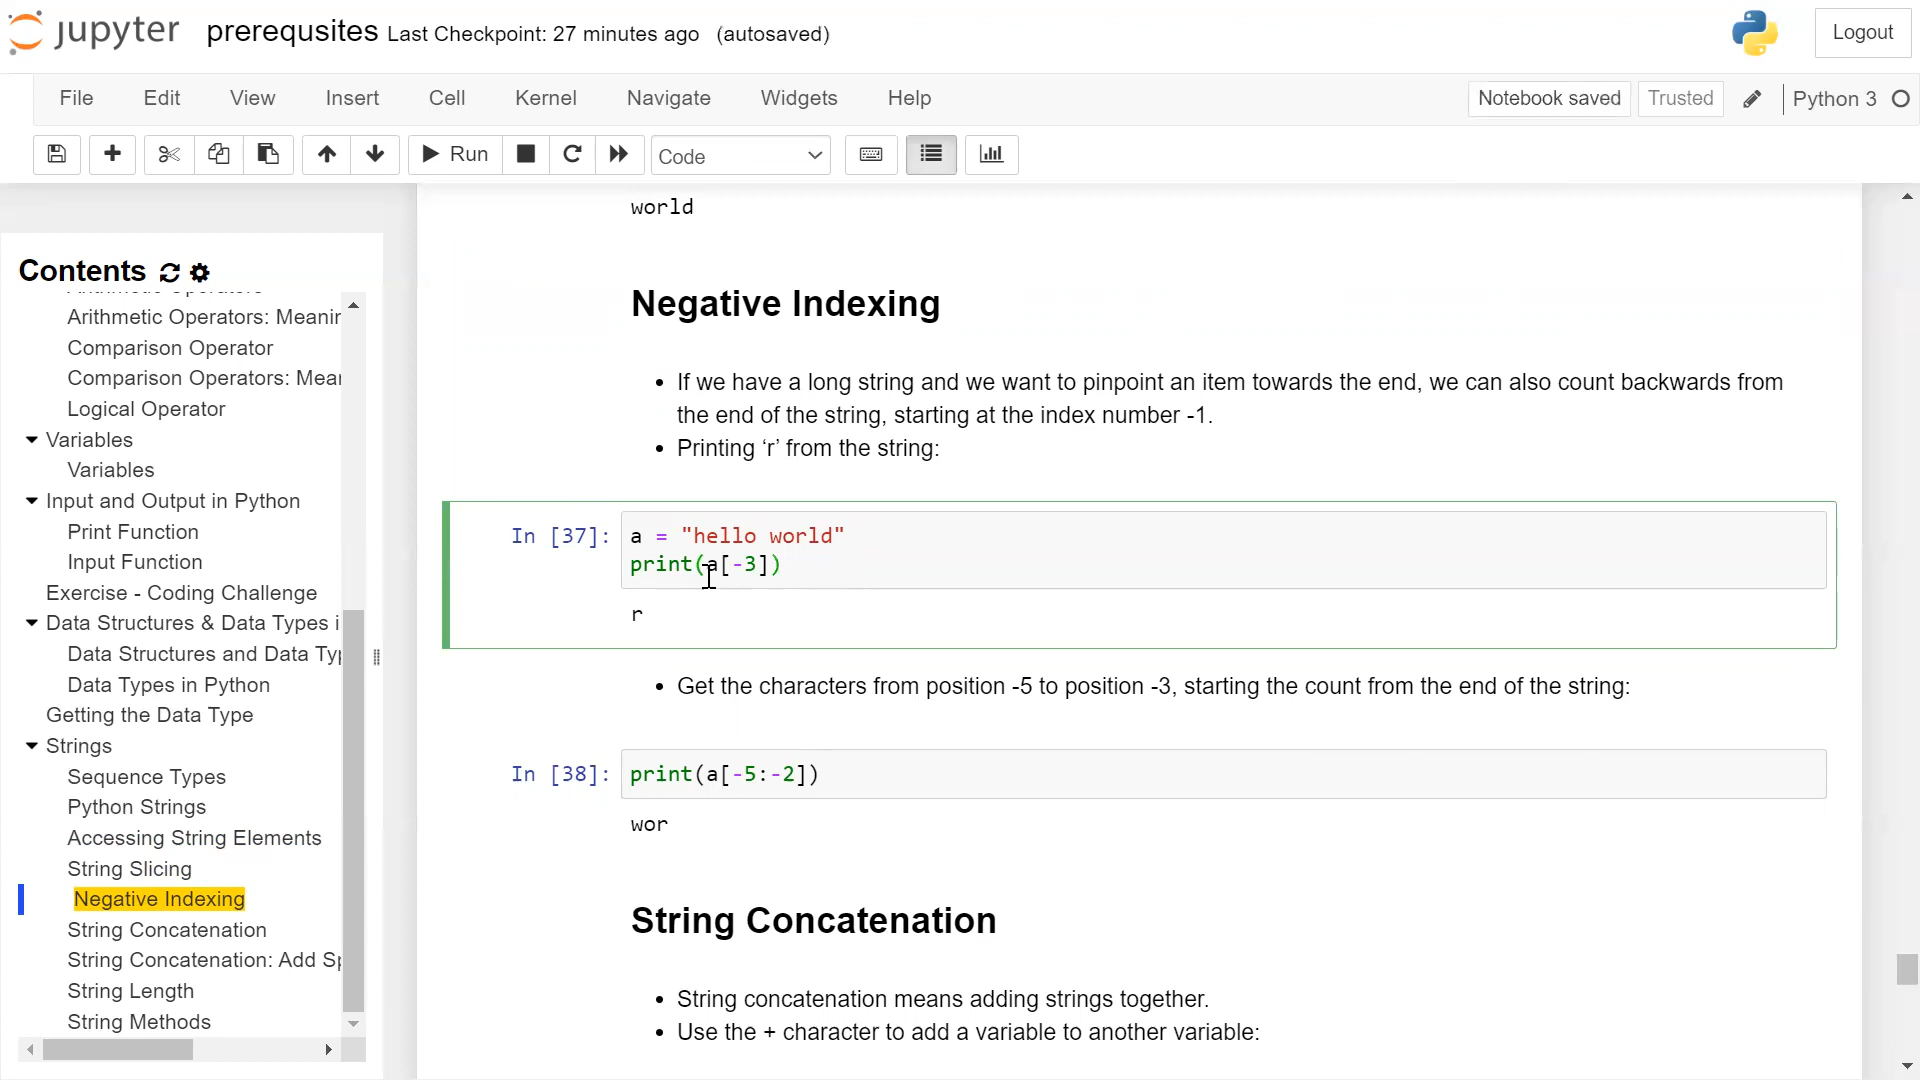 jupyter prerequsites Last Checkpoint: 27 minutes ago (autosaved) Logout
File Edit View Insert Cell Kernel Navigate Widgets Help Notebook saved Trusted Python 3
Run Code
Contents
Arithmetic Operators
Arithmetic Operators: Meanin
Comparison Operator
Comparison Operators: Mean
Logical Operator
Variables
Variables
Input and Output in Python
Print Function
Input Function
Exercise - Coding Challenge
Data Structures & Data Types i
Data Structures and Data Typ
Data Types in Python
Getting the Data Type
Strings
Sequence Types
Python Strings
Accessing String Elements
String Slicing
Negative Indexing
String Concatenation
String Concatenation: Add Sp
String Length
String Methods
world
Negative Indexing
• If we have a long string and we want to pinpoint an item towards the end, we can also count backwards from
the end of the string, starting at the index number -1.
• Printing ‘r’ from the string:
In [37]: a = "hello world"
print(a[-3])
r
• Get the characters from position -5 to position -3, starting the count from the end of the string:
In [38]: print(a[-5:-2])
wor
String Concatenation
• String concatenation means adding strings together.
• Use the + character to add a variable to another variable: